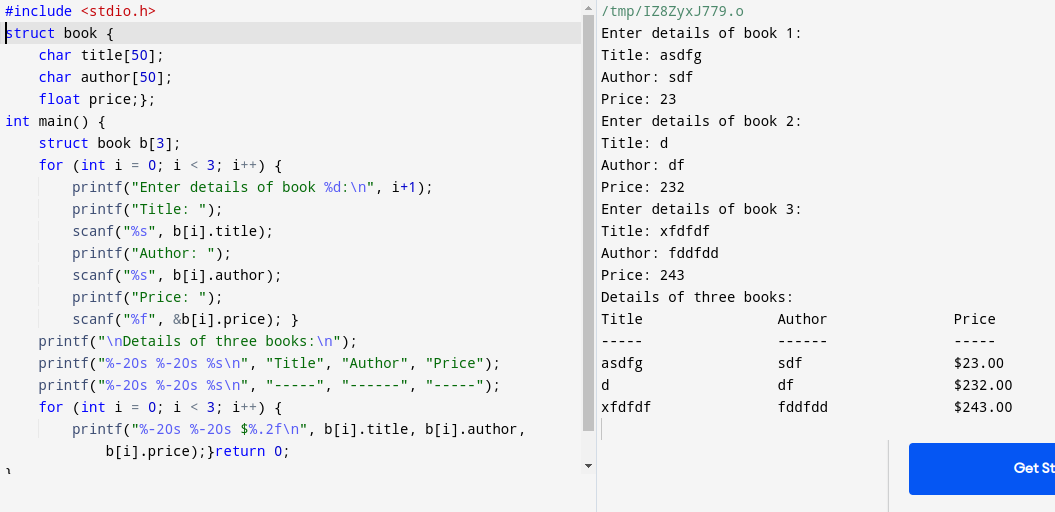 #include <stdio.h>
struct book {
    char title[50];
    char author[50];
    float price;};
int main() {
    struct book b[3];
    for (int i = 0; i < 3; i++) {
        printf("Enter details of book %d:\n", i+1);
        printf("Title: ");
        scanf("%s", b[i].title);
        printf("Author: ");
        scanf("%s", b[i].author);
        printf("Price: ");
        scanf("%f", &b[i].price); }
    printf("\nDetails of three books:\n");
    printf("%-20s %-20s %s\n", "Title", "Author", "Price");
    printf("%-20s %-20s %s\n", "-----", "------", "-----");
    for (int i = 0; i < 3; i++) {
        printf("%-20s %-20s $%.2f\n", b[i].title, b[i].author,
            b[i].price);}return 0;
}
/tmp/IZ8ZyxJ779.o
Enter details of book 1:
Title: asdfg
Author: sdf
Price: 23
Enter details of book 2:
Title: d
Author: df
Price: 232
Enter details of book 3:
Title: xfdfdf
Author: fddfdd
Price: 243
Details of three books:
Title                Author               Price
-----                ------               -----
asdfg                sdf                  $23.00
d                    df                   $232.00
xfdfdf               fddfdd               $243.00
Get St